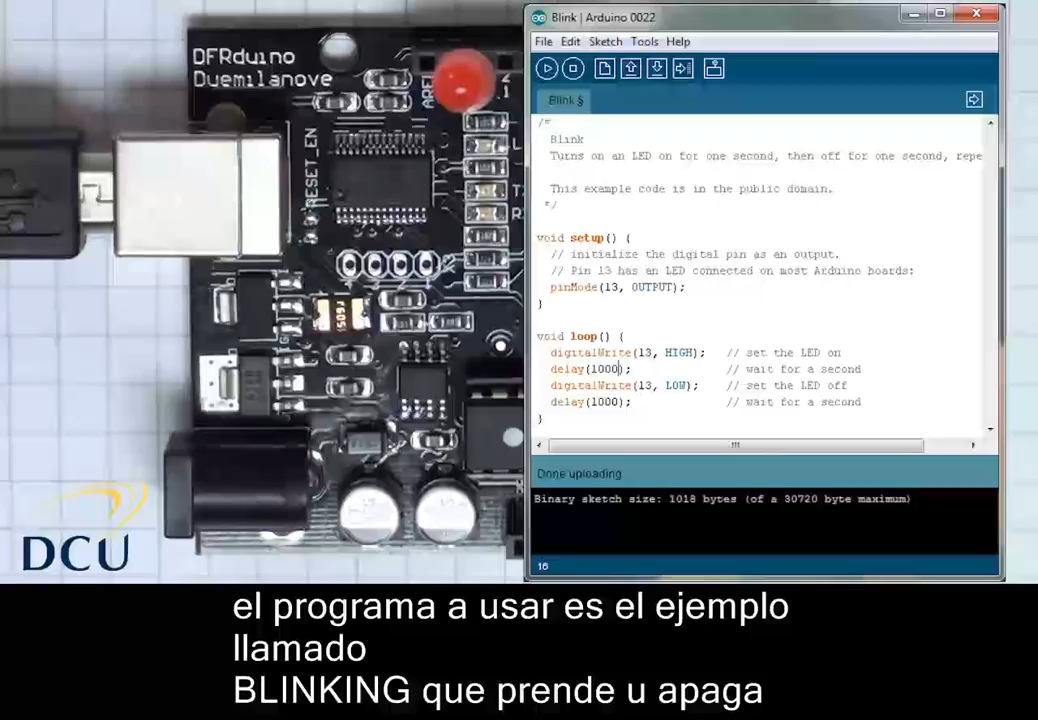 DFRduino
Duemilanove
RESET_EN
AREF
Blink | Arduino 0022
File Edit Sketch Tools Help
Blink §
/*
Blink
Turns on an LED on for one second, then off for one second, repe
This example code is in the public domain.
*/
void setup() {
// initialize the digital pin as an output.
// Pin 13 has an LED connected on most Arduino boards:
pinMode(13, OUTPUT);
}
void loop() {
digitalWrite(13, HIGH); // set the LED on
delay(1000); // wait for a second
digitalWrite(13, LOW); // set the LED off
delay(1000); // wait for a second
}
Done uploading
Binary sketch size: 1018 bytes (of a 30720 byte maximum)
16
DCU
el programa a usar es el ejemplo
llamado
BLINKING que prende u apaga